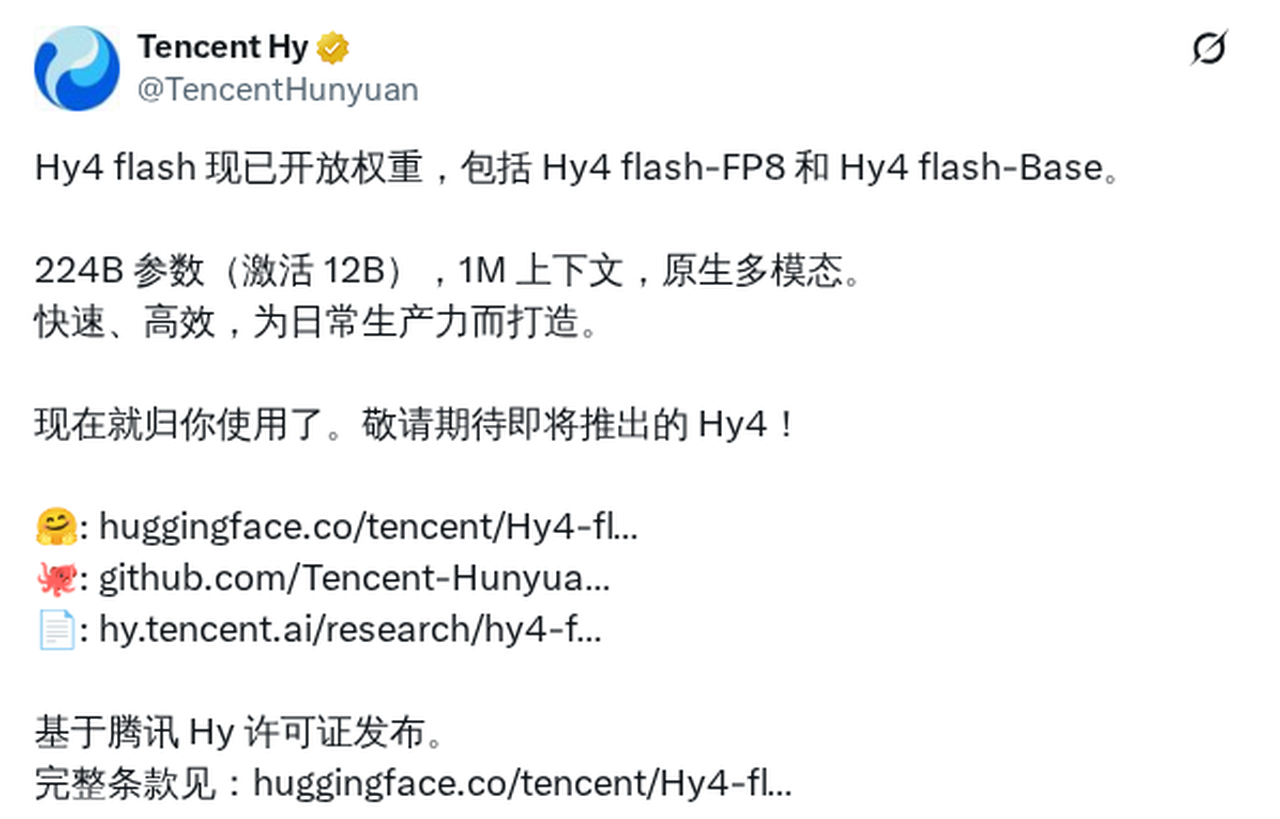 Tencent Hy
@TencentHunyuan
Hy4 flash 现已开放权重，包括 Hy4 flash-FP8 和 Hy4 flash-Base。
224B 参数（激活 12B），1M 上下文，原生多模态。
快速、高效，为日常生产力而打造。
现在就归你使用了。敬请期待即将推出的 Hy4！
🤗: huggingface.co/tencent/Hy4-fl...
🐙: github.com/Tencent-Hunyua...
📄: hy.tencent.ai/research/hy4-f...
基于腾讯 Hy 许可证发布。
完整条款见：huggingface.co/tencent/Hy4-fl...